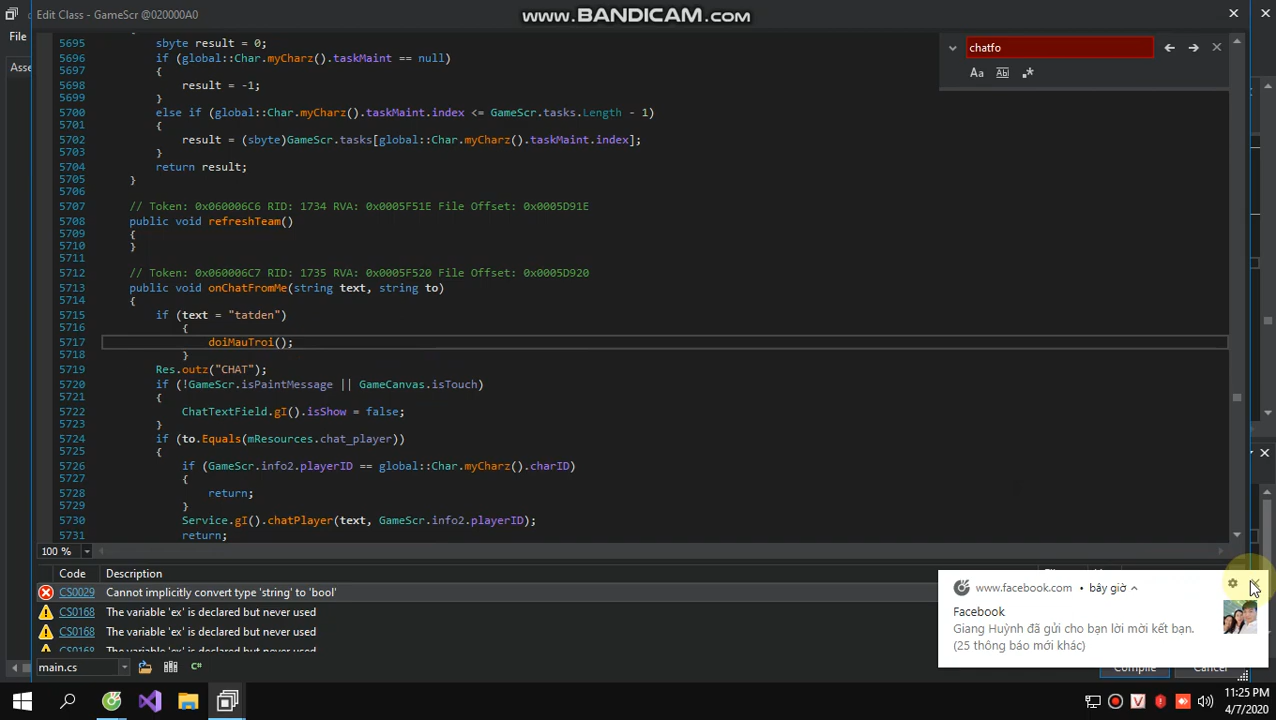 Edit Class - GameScr @020000A0
www.BANDICAM.com
File
Asse
chatfo
Aa
Ab
5695 sbyte result = 0;
5696 if (global::Char.myCharz().taskMaint == null)
5697 {
5698 result = -1;
5699 }
5700 else if (global::Char.myCharz().taskMaint.index <= GameScr.tasks.Length - 1)
5701 {
5702 result = (sbyte)GameScr.tasks[global::Char.myCharz().taskMaint.index];
5703 }
5704 return result;
5705 }
5706
5707 // Token: 0x060006C6 RID: 1734 RVA: 0x0005F51E File Offset: 0x0005D91E
5708 public void refreshTeam()
5709 {
5710 }
5711
5712 // Token: 0x060006C7 RID: 1735 RVA: 0x0005F520 File Offset: 0x0005D920
5713 public void onChatFromMe(string text, string to)
5714 {
5715 if (text = "tatden")
5716 {
5717 doiMauTroi();
5718 }
5719 Res.outz("CHAT");
5720 if (!GameScr.isPaintMessage || GameCanvas.isTouch)
5721 {
5722 ChatTextField.gI().isShow = false;
5723 }
5724 if (to.Equals(mResources.chat_player))
5725 {
5726 if (GameScr.info2.playerID == global::Char.myCharz().charID)
5727 {
5728 return;
5729 }
5730 Service.gI().chatPlayer(text, GameScr.info2.playerID);
5731 return;
100 %
Code Description
CS0029 Cannot implicitly convert type 'string' to 'bool'
CS0168 The variable 'ex' is declared but never used
CS0168 The variable 'ex' is declared but never used
main.cs
C#
www.facebook.com • bây giờ
Facebook
Giang Huỳnh đã gửi cho bạn lời mời kết bạn.
(25 thông báo mới khác)
Compile
Cancel
11:25 PM
4/7/2020